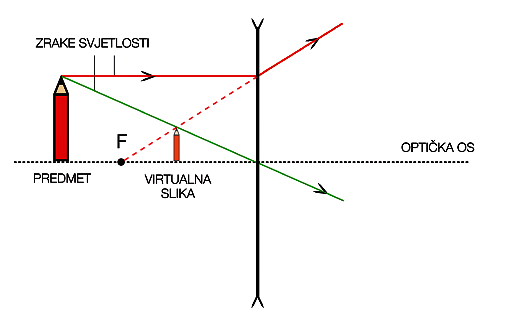 ZRAKE SVJETLOSTI
F
OPTIČKA OS
PREDMET
VIRTUALNA
SLIKA